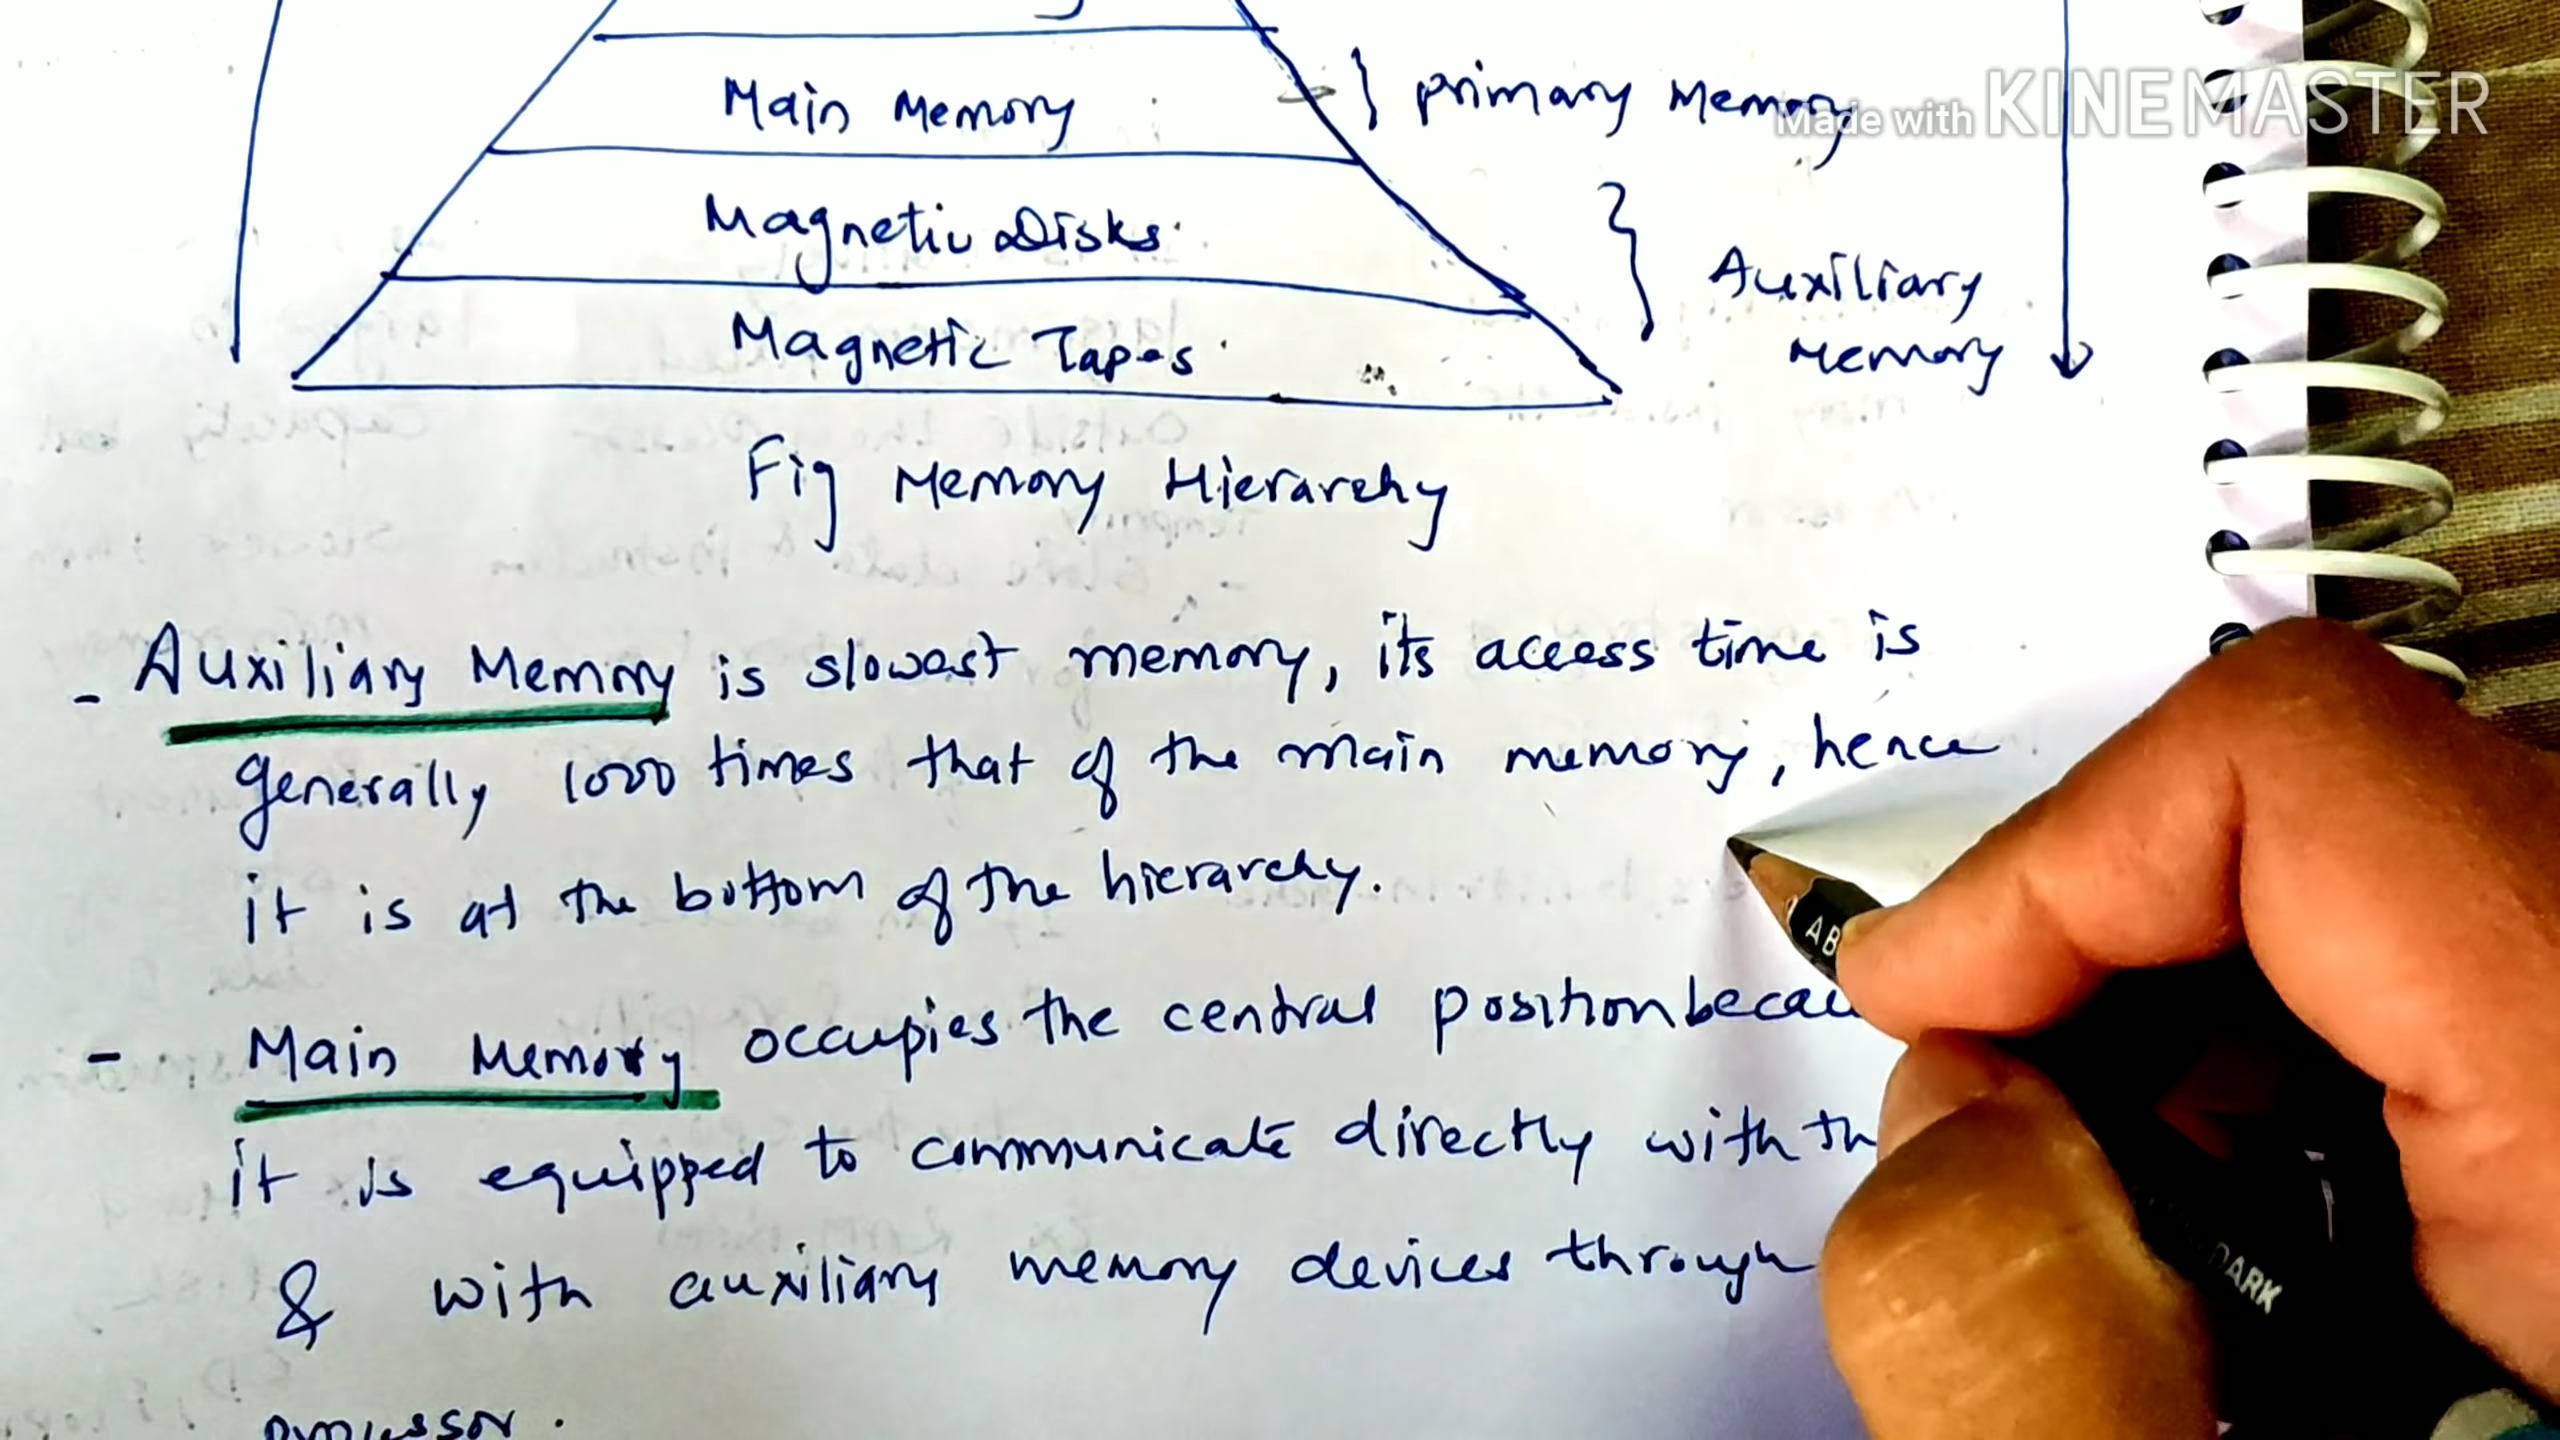 Main Memory } primary Memory
Made with KINEMASTER
Magnetic Disks
Auxiliary
Magnetic Tapes
Memory
Fig Memory Hierarchy
- Auxiliary Memory is slowest memory, its access time is
generally 1000 times that of the main memory, hence
it is at the bottom of the hierarchy.
AB
- Main Memory occupies the central position
it is equipped to communicate directly with
DARK
& with auxiliary memory devices through